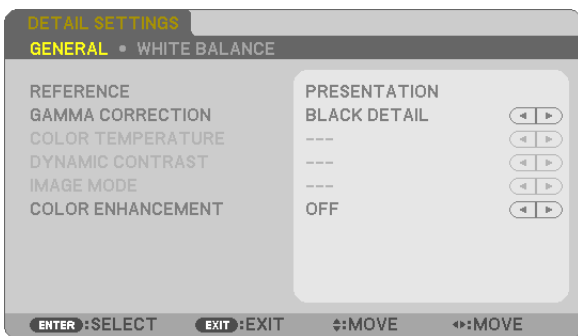 DETAIL SETTINGS
GENERAL • WHITE BALANCE
REFERENCE PRESENTATION
GAMMA CORRECTION BLACK DETAIL
COLOR TEMPERATURE ---
DYNAMIC CONTRAST ---
IMAGE MODE ---
COLOR ENHANCEMENT OFF
ENTER :SELECT EXIT :EXIT :MOVE :MOVE